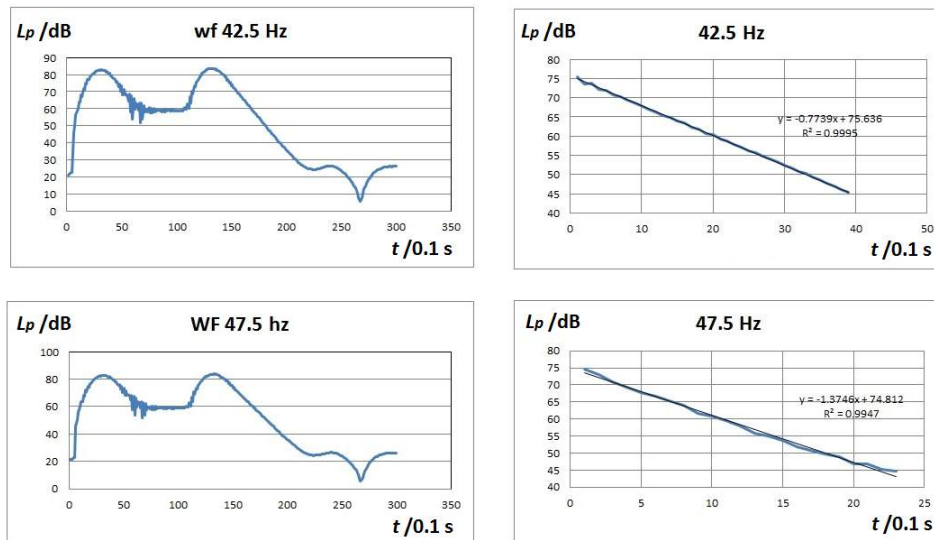 Lp /dB
wf 42.5 Hz
90
80
70
60
50
40
30
20
10
0
0 50 100 150 200 250 300 350
t /0.1 s
Lp /dB
42.5 Hz
80
75
70
65
60
55
50
45
40
y = -0.7739x + 75.636
R² = 0.9995
0 10 20 30 40 50
t /0.1 s
Lp /dB
WF 47.5 hz
100
80
60
40
20
0
0 50 100 150 200 250 300 350
t /0.1 s
Lp /dB
47.5 Hz
80
75
70
65
60
55
50
45
40
y = -1.3746x + 74.812
R² = 0.9947
0 5 10 15 20 25
t /0.1 s